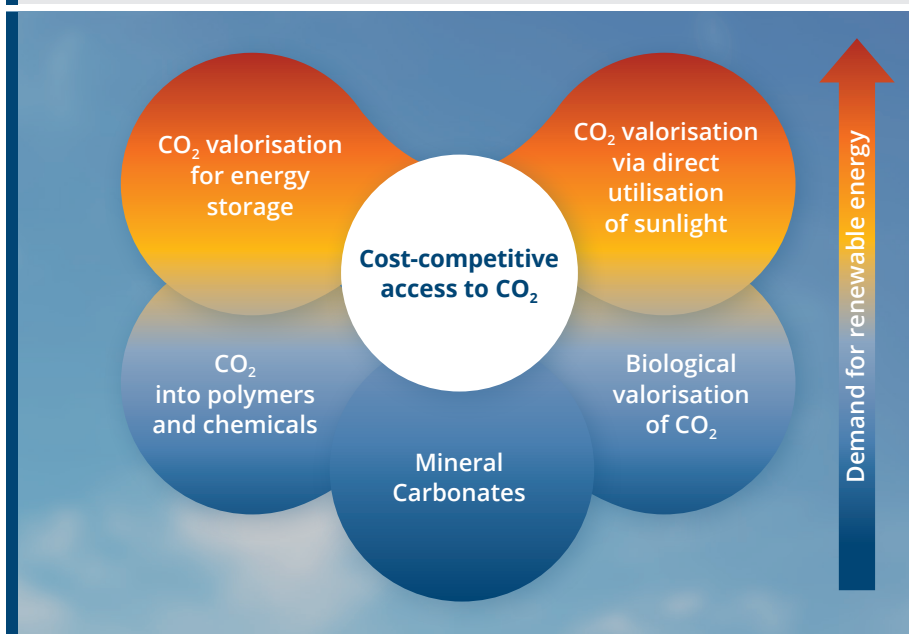 CO₂ valorisation
for energy
storage
CO₂ valorisation
via direct
utilisation
of sunlight
Cost-competitive
access to CO₂
CO₂
into polymers
and chemicals
Biological
valorisation
of CO₂
Mineral
Carbonates
Demand for renewable energy